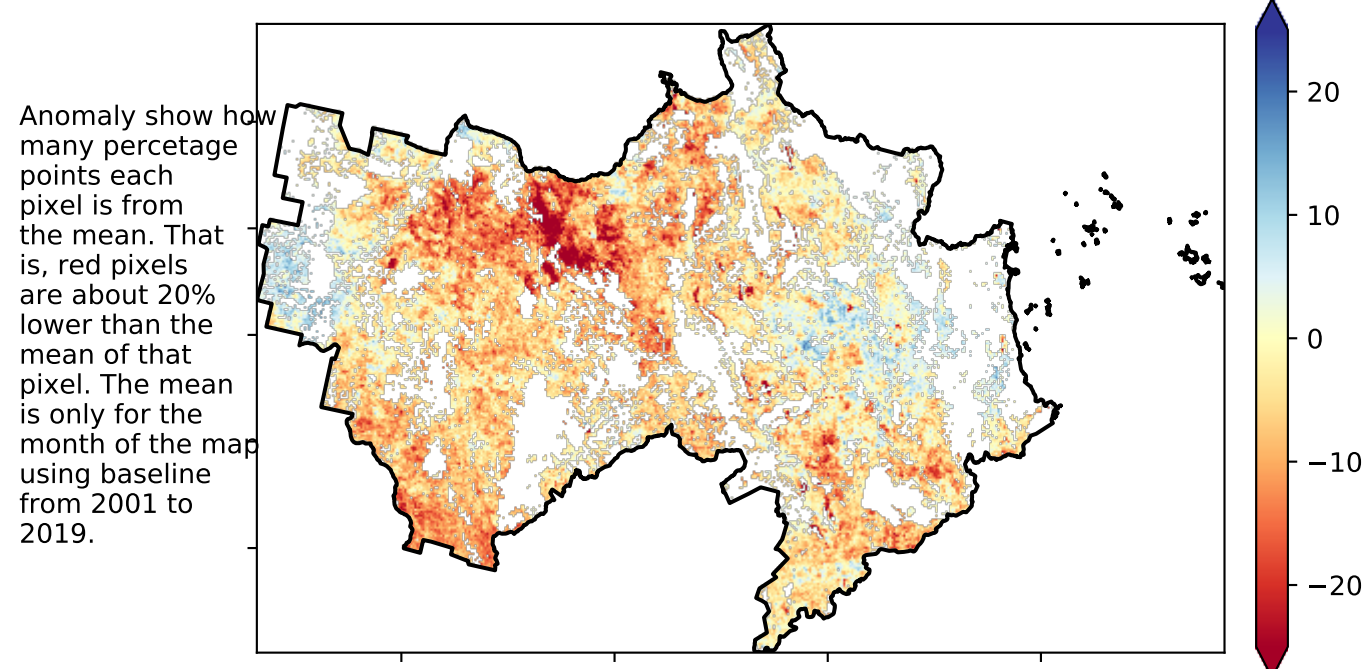 Anomaly show how
many percetage
points each
pixel is from
the mean. That
is, red pixels
are about 20%
lower than the
mean of that
pixel. The mean
is only for the
month of the map
using baseline
from 2001 to
2019.
20
10
0
−10
−20